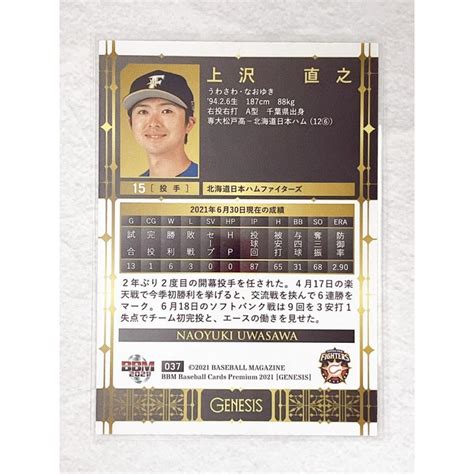 上沢 直之
うわさわ・なおゆき
'94.2.6生 187cm 88kg
右投右打 A型 千葉県出身
専大松戸高－北海道日本ハム (12⑥)
F
15 [投手]
北海道日本ハムファイターズ
2021年6月30日現在の成績
G CG W L SV HP IP H BB SO ERA
試合 完投 勝利 敗戦 セーブ HP 投球回 被安打 与四球 奪三振 防御率
13 1 6 3 0 0 87 65 31 68 2.90
2年ぶり2度目の開幕投手を任された。4月17日の楽
天戦で今季初勝利を挙げると、交流戦を挟んで6連勝を
マーク。6月18日のソフトバンク戦は9回を3安打1
失点でチーム初完投と、エースの働きを見せた。
NAOYUKI UWASAWA
BBM 2021
037
©2021 BASEBALL MAGAZINE
BBM Baseball Cards Premium 2021 [GENESIS]
FIGHTERS
GENESIS